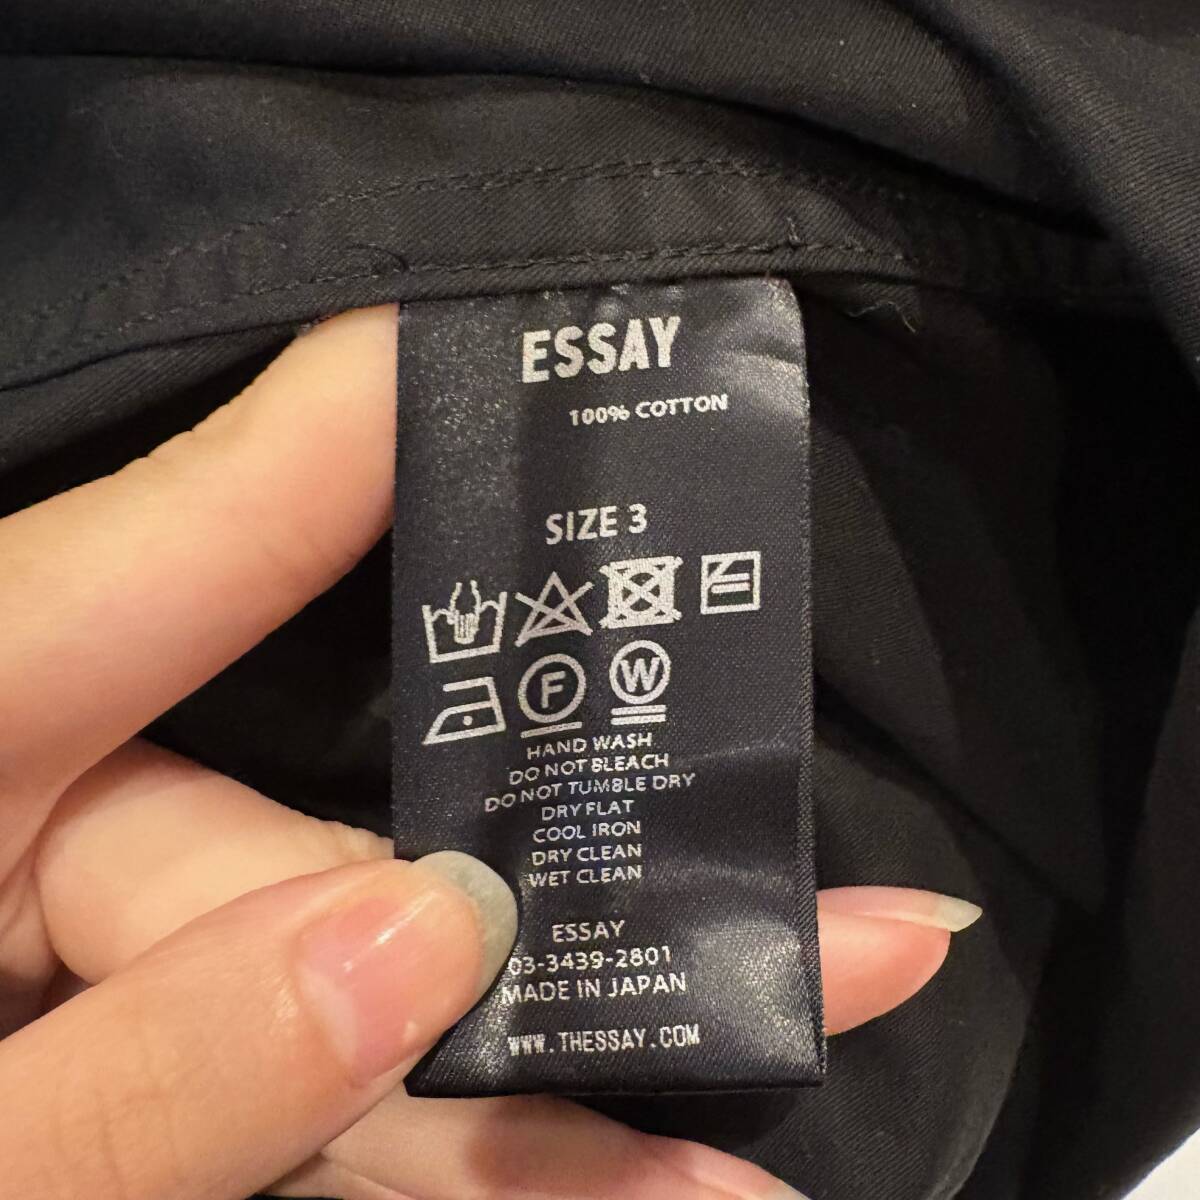 ESSAY
100% COTTON
SIZE 3
F W
HAND WASH
DO NOT BLEACH
DO NOT TUMBLE DRY
DRY FLAT
COOL IRON
DRY CLEAN
WET CLEAN
ESSAY
03-3439-2801
MADE IN JAPAN
WWW.THESSAY.COM